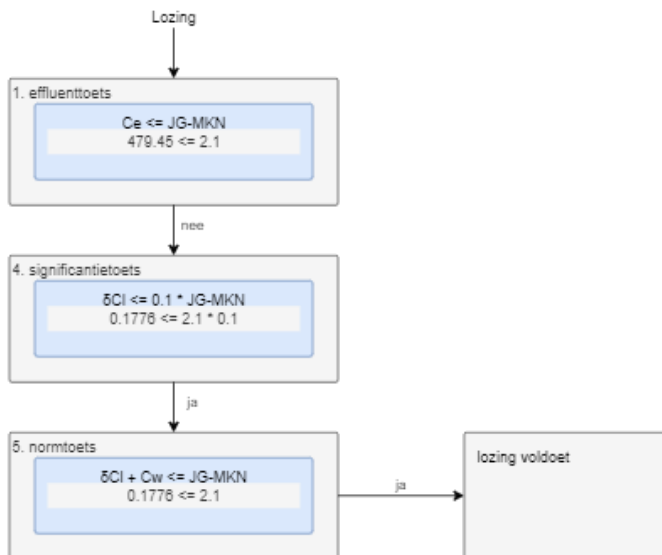 Lozing
1. effluenttoets
Ce <= JG-MKN
479.45 <= 2.1
nee
4. significantietoets
δCl <= 0.1 * JG-MKN
0.1776 <= 2.1 * 0.1
ja
5. normtoets
δCl + Cw <= JG-MKN
0.1776 <= 2.1
ja
lozing voldoet